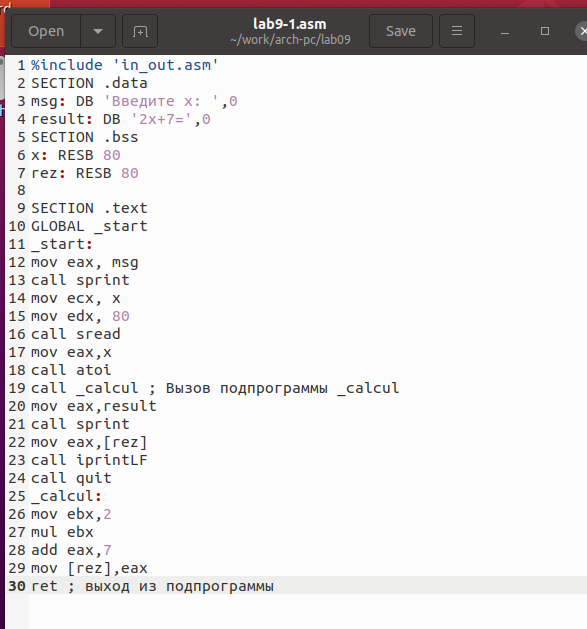 Open
lab9-1.asm
~/work/arch-pc/lab09
Save
1 %include 'in_out.asm'
2 SECTION .data
3 msg: DB 'Введите x: ',0
4 result: DB '2x+7=',0
5 SECTION .bss
6 x: RESB 80
7 rez: RESB 80
8
9 SECTION .text
10 GLOBAL _start
11 _start:
12 mov eax, msg
13 call sprint
14 mov ecx, x
15 mov edx, 80
16 call sread
17 mov eax,x
18 call atoi
19 call _calcul ; Вызов подпрограммы _calcul
20 mov eax,result
21 call sprint
22 mov eax,[rez]
23 call iprintLF
24 call quit
25 _calcul:
26 mov ebx,2
27 mul ebx
28 add eax,7
29 mov [rez],eax
30 ret ; выход из подпрограммы